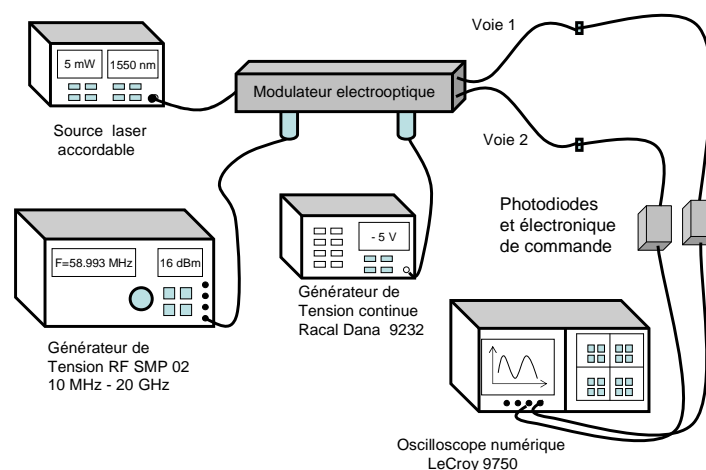 Voie 1
5 mW
1550 nm
Modulateur electrooptique
Source laser
accordable
Voie 2
Photodiodes
et électronique
de commande
F=58.993 MHz
16 dBm
- 5 V
Générateur de
Tension continue
Racal Dana 9232
Générateur de
Tension RF SMP 02
10 MHz - 20 GHz
Oscilloscope numérique
LeCroy 9750